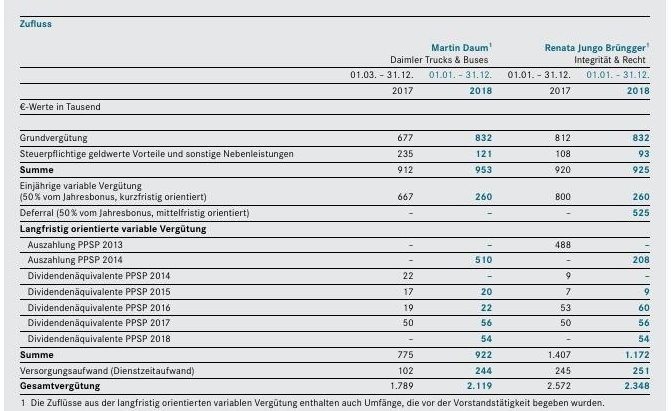 Zufluss
Martin Daum1 Renata Jungo Brüngger1
Daimler Trucks & Buses Integrität & Recht
01.03. – 31.12. 01.01. – 31.12. 01.01. – 31.12. 01.01. – 31.12.
2017 2018 2017 2018
€-Werte in Tausend
Grundvergütung 677 832 812 832
Steuerpflichtige geldwerte Vorteile und sonstige Nebenleistungen 235 121 108 93
Summe 912 953 920 925
Einjährige variable Vergütung
(50 % vom Jahresbonus, kurzfristig orientiert) 667 260 800 260
Deferral (50 % vom Jahresbonus, mittelfristig orientiert) – – – 525
Langfristig orientierte variable Vergütung
Auszahlung PPSP 2013 – – 488 –
Auszahlung PPSP 2014 – 510 – 208
Dividendenäquivalente PPSP 2014 22 – 9 –
Dividendenäquivalente PPSP 2015 17 20 7 9
Dividendenäquivalente PPSP 2016 19 22 53 60
Dividendenäquivalente PPSP 2017 50 56 50 56
Dividendenäquivalente PPSP 2018 – 54 – 54
Summe 775 922 1.407 1.172
Versorgungsaufwand (Dienstzeitaufwand) 102 244 245 251
Gesamtvergütung 1.789 2.119 2.572 2.348
1 Die Zuflüsse aus der langfristig orientierten variablen Vergütung enthalten auch Umfänge, die vor der Vorstandstätigkeit begeben wurden.